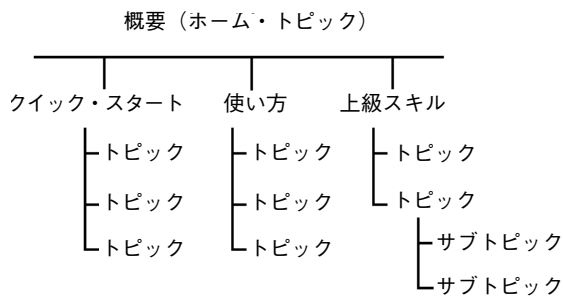 概要（ホーム・トピック）
クイック・スタート
使い方
上級スキル
トピック
トピック
トピック
トピック
トピック
トピック
トピック
トピック
サブトピック
サブトピック